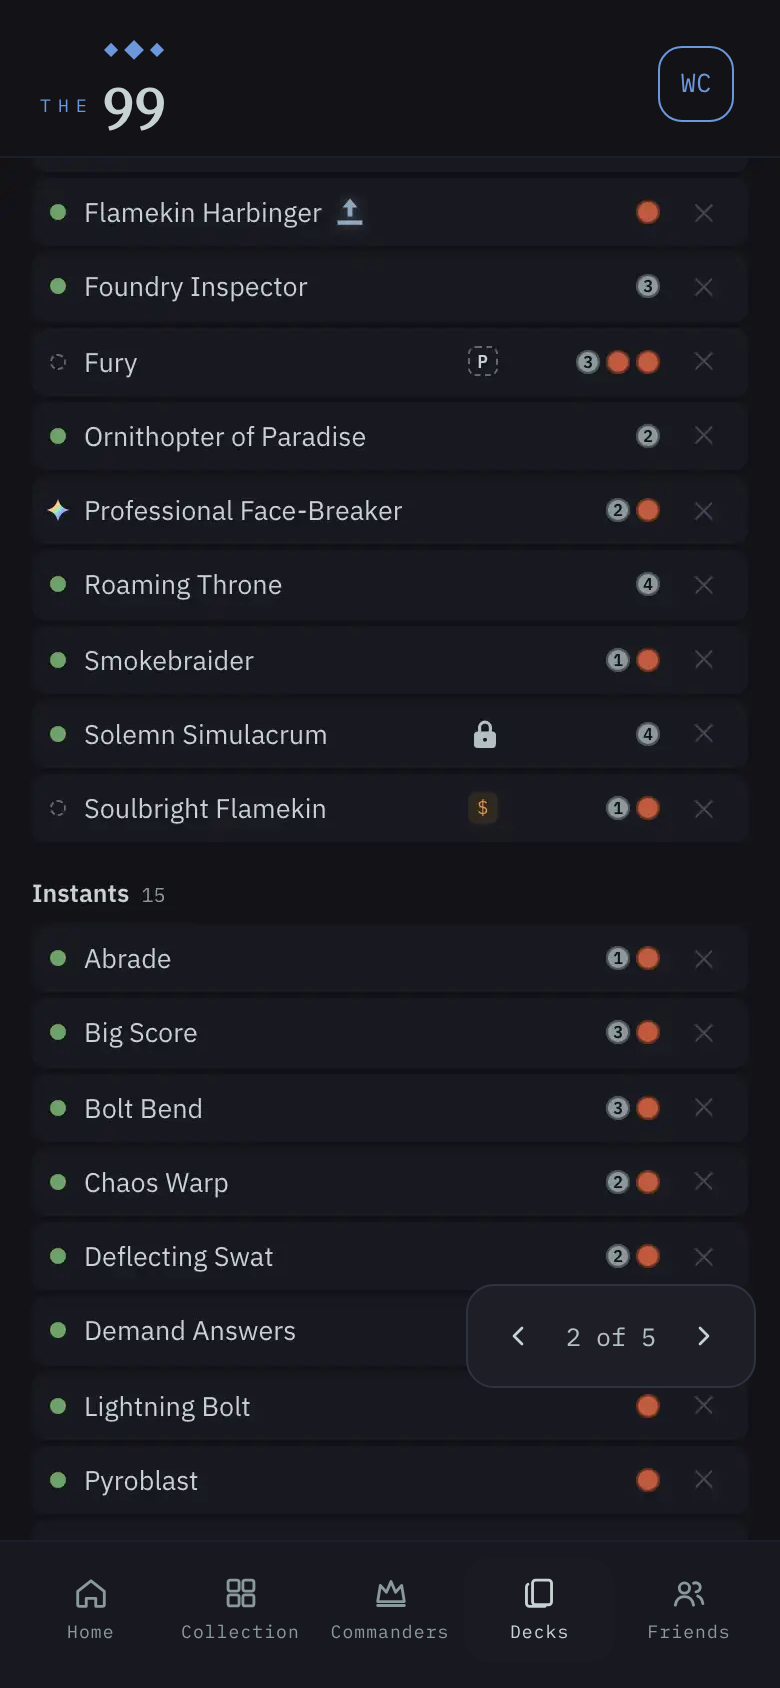 THE 99
WC
Flamekin Harbinger
Foundry Inspector 3
Fury P 3
Ornithopter of Paradise 2
Professional Face-Breaker 2
Roaming Throne 4
Smokebraider 1
Solemn Simulacrum 4
Soulbright Flamekin $ 1
Instants 15
Abrade 1
Big Score 3
Bolt Bend 3
Chaos Warp 2
Deflecting Swat 2
Demand Answers
2 of 5
Lightning Bolt
Pyroblast
Home Collection Commanders Decks Friends